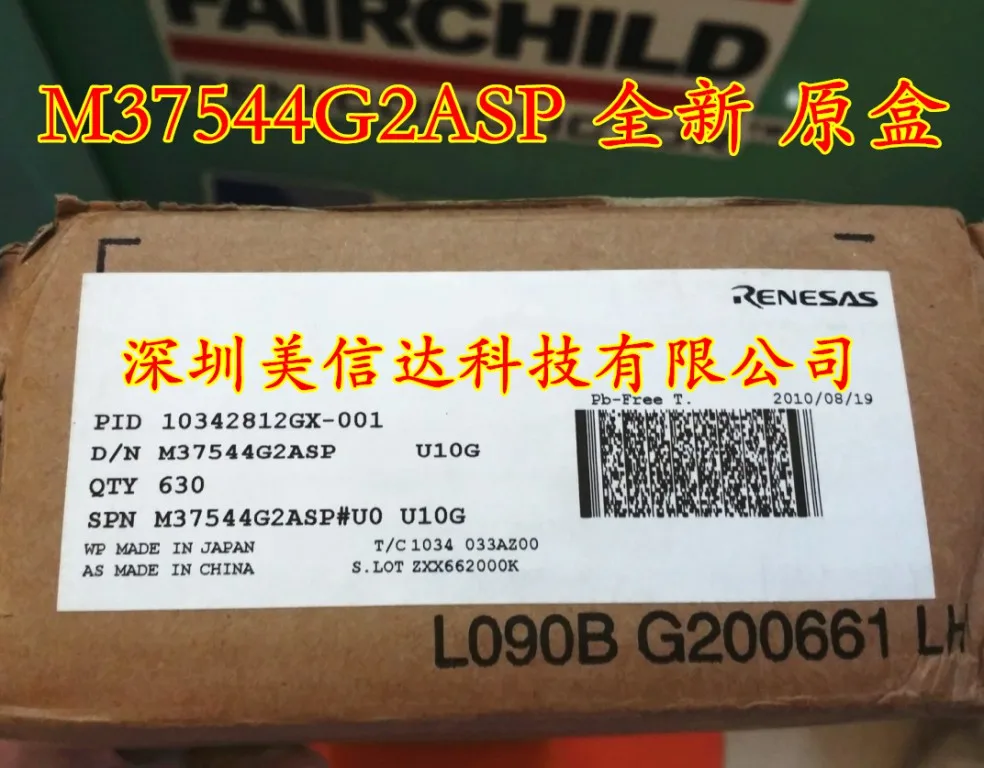 FAIRCHILD
M37544G2ASP 全新 原盒
RENESAS
深圳美信达科技有限公司
Pb-Free T. 2010/08/19
PID 10342812GX-001
D/N M37544G2ASP U10G
QTY 630
SPN M37544G2ASP#U0 U10G
WP MADE IN JAPAN T/C 1034 033AZ00
AS MADE IN CHINA S.LOT ZXX662000K
L090B G200661 LH